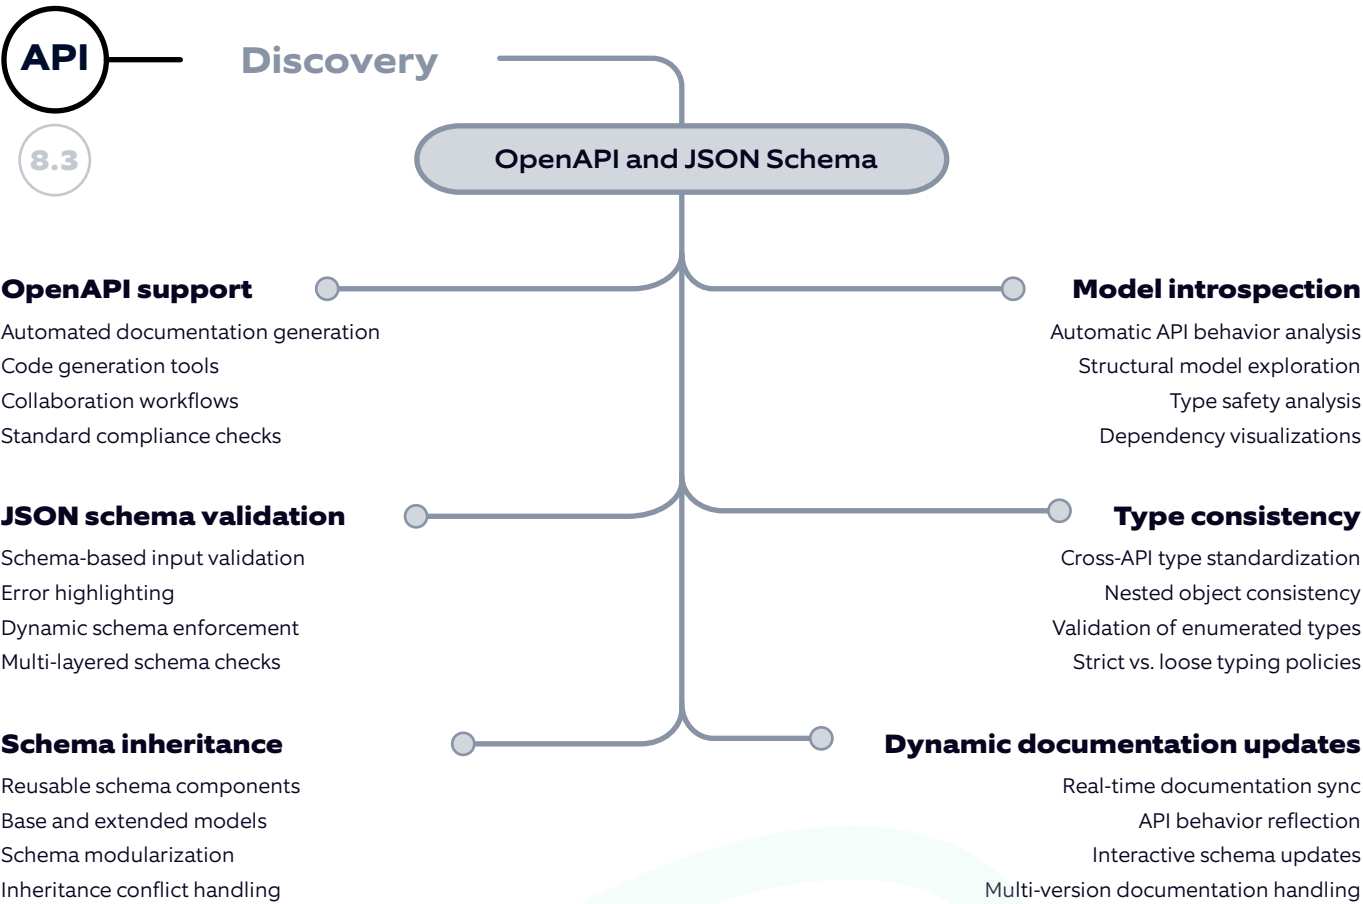 API
Discovery
8.3
OpenAPI and JSON Schema
OpenAPI support
Automated documentation generation
Code generation tools
Collaboration workflows
Standard compliance checks
Model introspection
Automatic API behavior analysis
Structural model exploration
Type safety analysis
Dependency visualizations
JSON schema validation
Schema-based input validation
Error highlighting
Dynamic schema enforcement
Multi-layered schema checks
Type consistency
Cross-API type standardization
Nested object consistency
Validation of enumerated types
Strict vs. loose typing policies
Schema inheritance
Reusable schema components
Base and extended models
Schema modularization
Inheritance conflict handling
Dynamic documentation updates
Real-time documentation sync
API behavior reflection
Interactive schema updates
Multi-version documentation handling